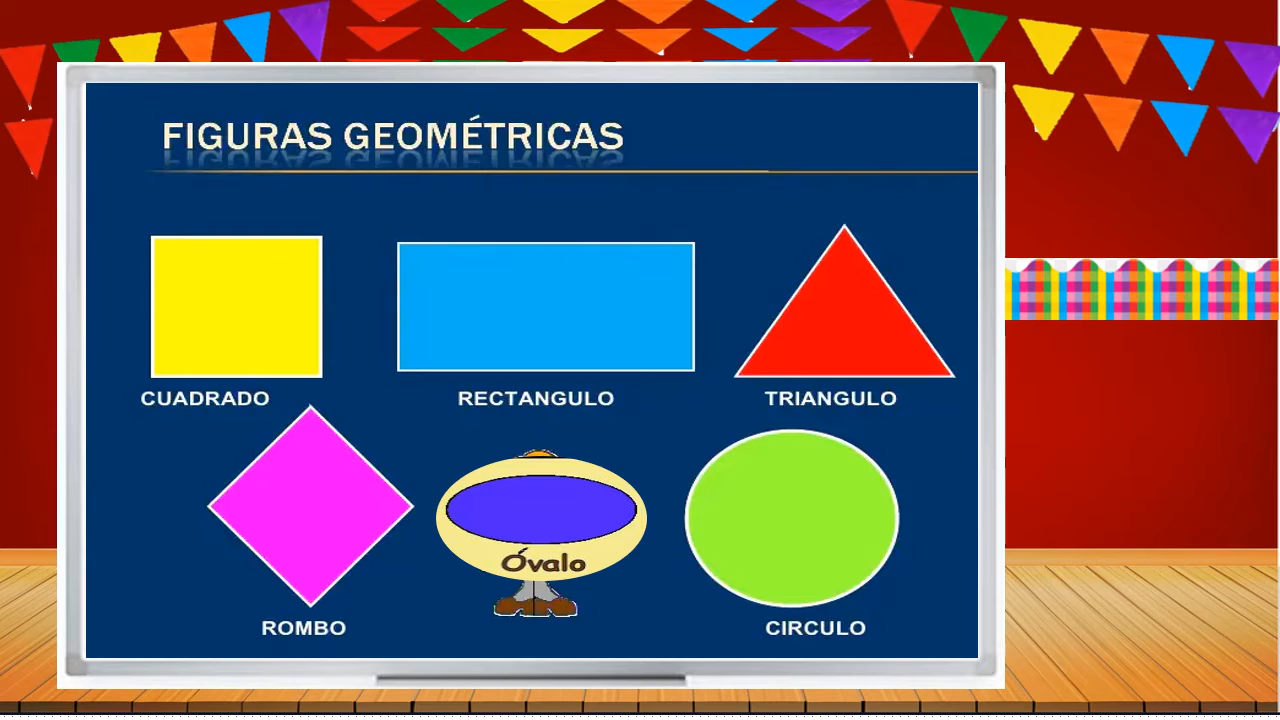 FIGURAS GEOMÉTRICAS
CUADRADO
RECTANGULO
TRIANGULO
Óvalo
ROMBO
CIRCULO